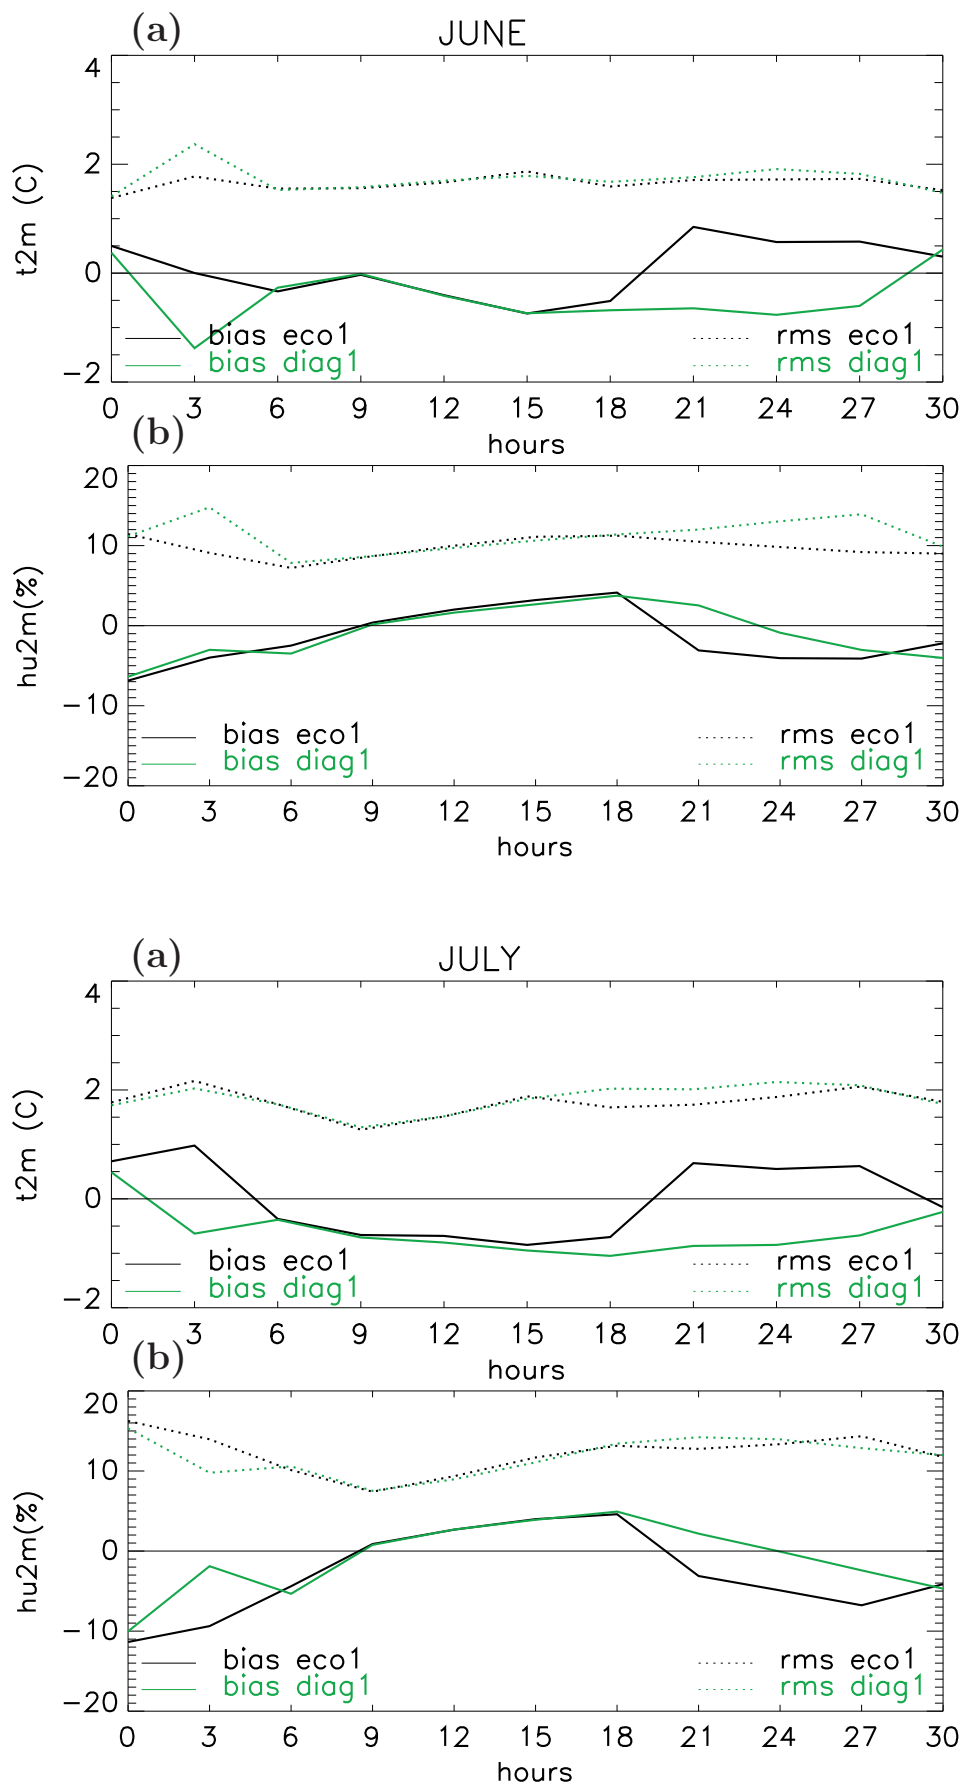 (a) JUNE
4
2
0
−2
t2m (C)
bias eco1 rms eco1
bias diag1 rms diag1
0 3 6 9 12 15 18 21 24 27 30
hours
(b)
20
10
0
−10
−20
hu2m(%)
bias eco1 rms eco1
bias diag1 rms diag1
0 3 6 9 12 15 18 21 24 27 30
hours
(a) JULY
4
2
0
−2
t2m (C)
bias eco1 rms eco1
bias diag1 rms diag1
0 3 6 9 12 15 18 21 24 27 30
hours
(b)
20
10
0
−10
−20
hu2m(%)
bias eco1 rms eco1
bias diag1 rms diag1
0 3 6 9 12 15 18 21 24 27 30
hours